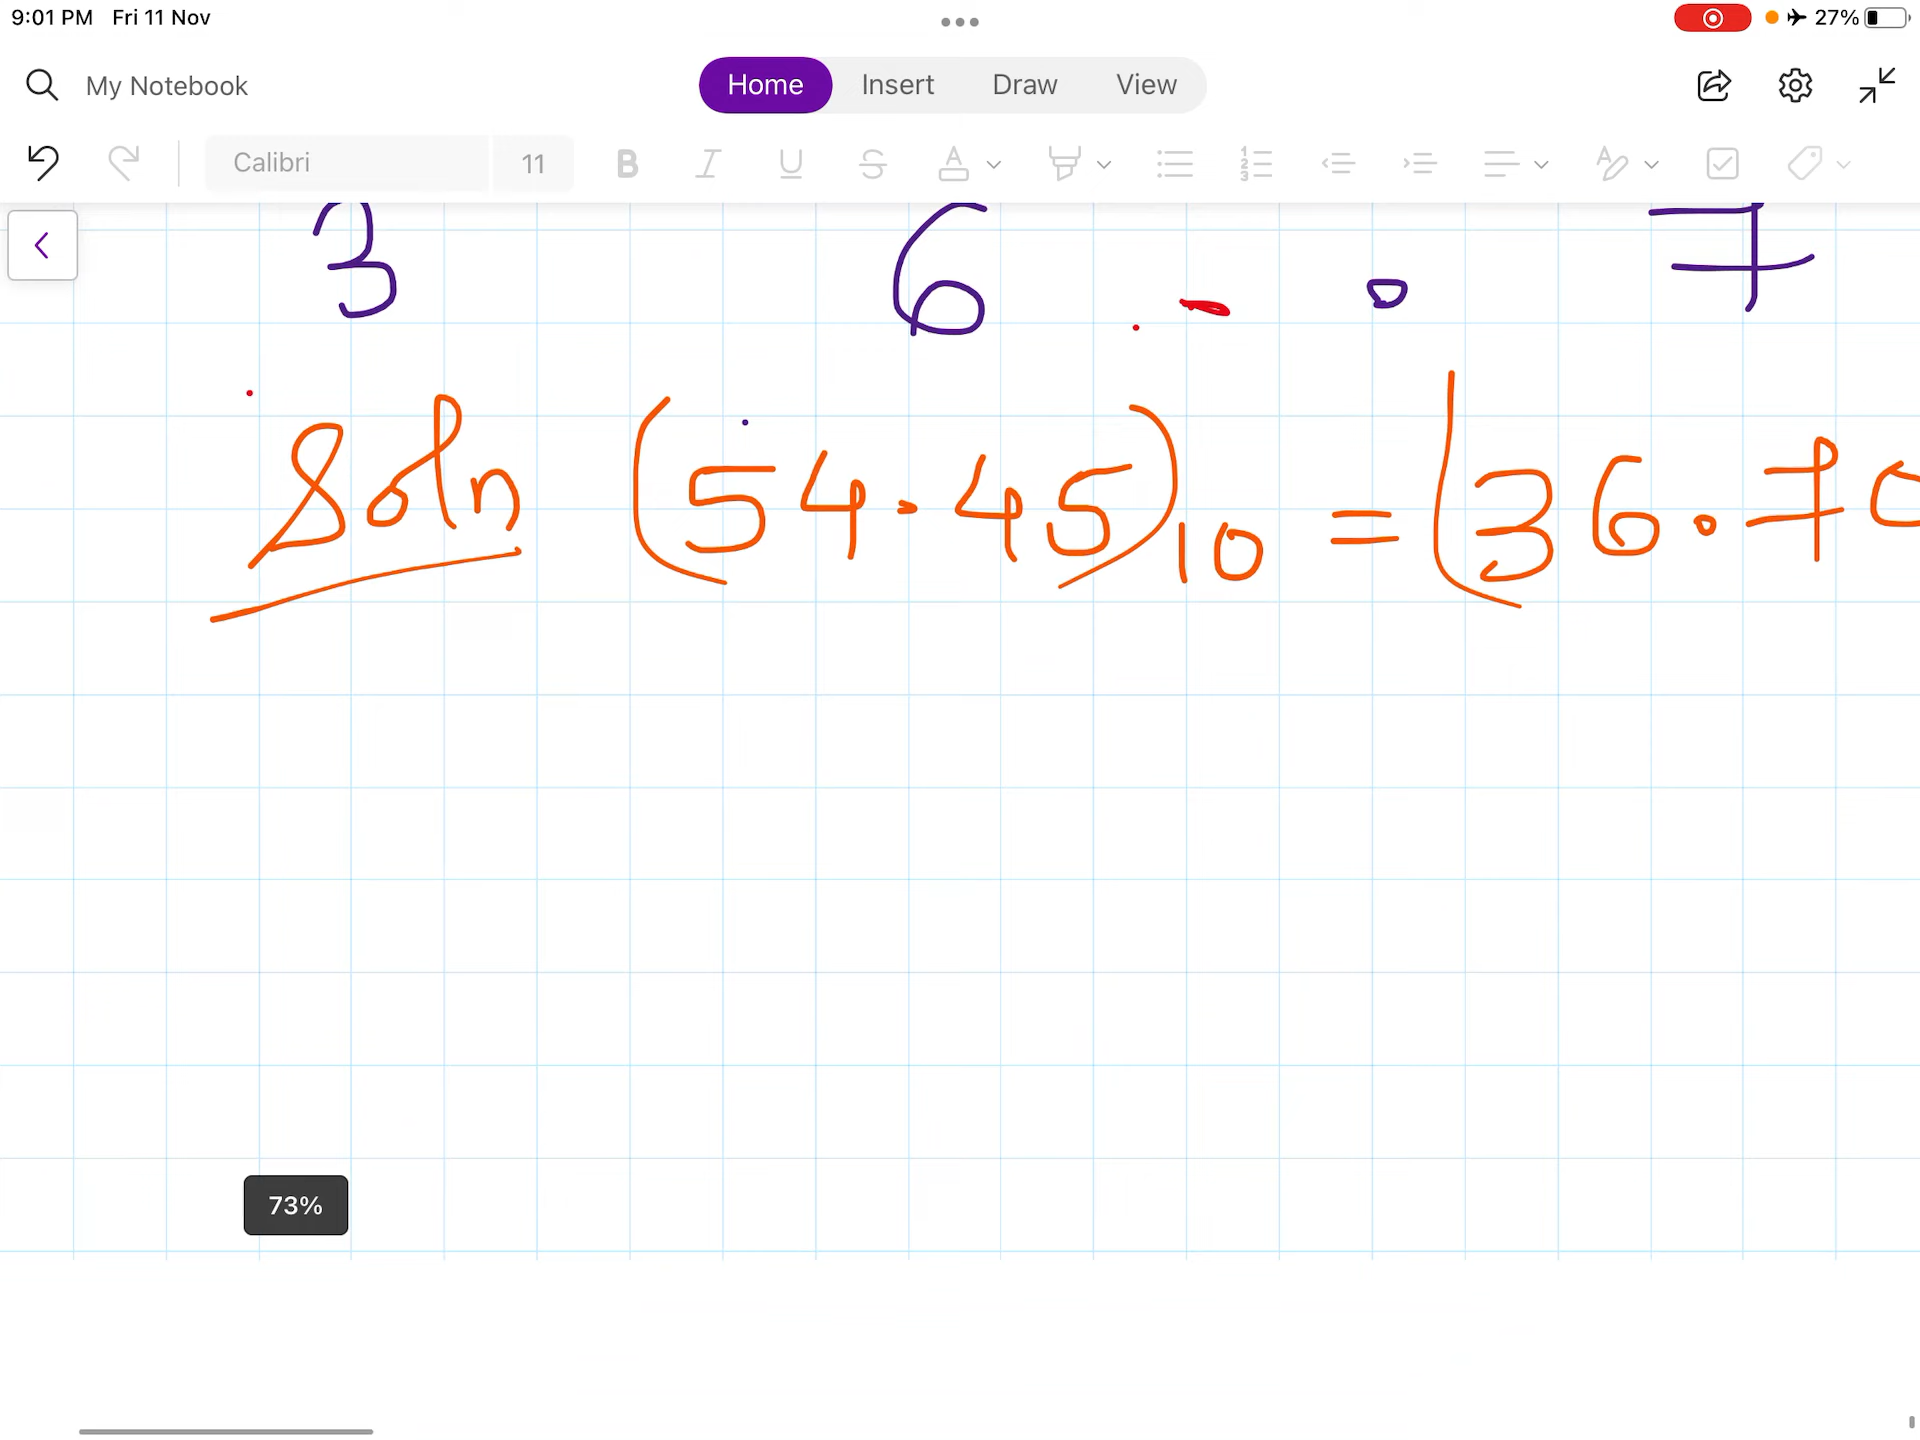 9:01 PM Fri 11 Nov 27%
My Notebook Home Insert Draw View
Calibri 11 B I U S A
3 6 . 7
Soln (54.45)10 = (36.70
73%